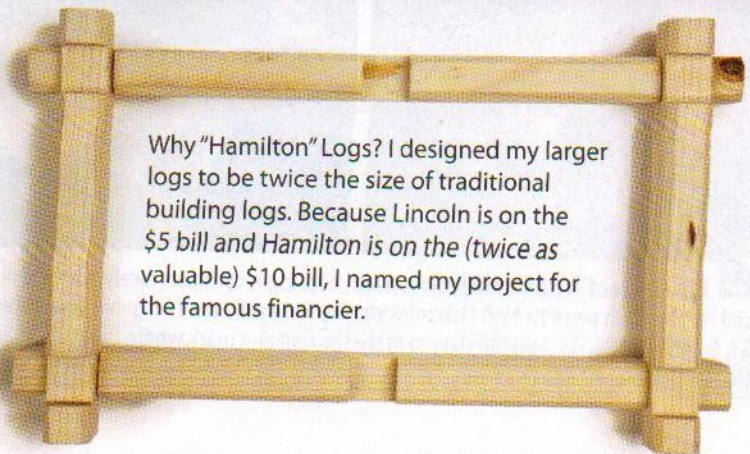 Why "Hamilton" Logs? I designed my larger
logs to be twice the size of traditional
building logs. Because Lincoln is on the
$5 bill and Hamilton is on the (twice as
valuable) $10 bill, I named my project for
the famous financier.